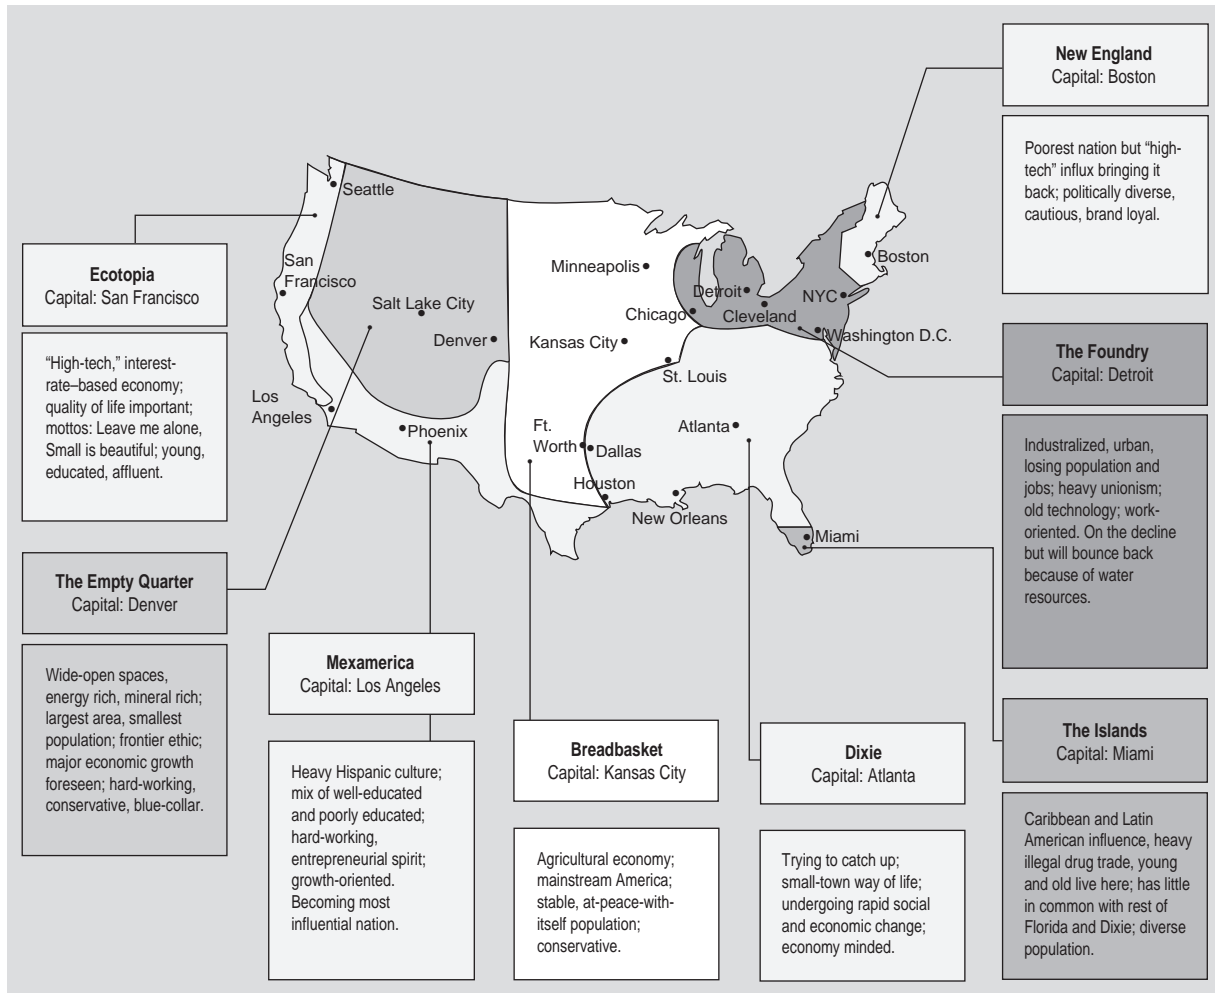 New England
Capital: Boston
Poorest nation but “high-
tech” influx bringing it
back; politically diverse,
cautious, brand loyal.
Seattle
San
Francisco
Salt Lake City
Denver
Los
Angeles
Phoenix
Minneapolis
Chicago
Kansas City
St. Louis
Ft.
Worth
Dallas
Houston
New Orleans
Atlanta
Miami
Detroit
Cleveland
NYC
Boston
Washington D.C.
Ecotopia
Capital: San Francisco
“High-tech,” interest-
rate–based economy;
quality of life important;
mottos: Leave me alone,
Small is beautiful; young,
educated, affluent.
The Foundry
Capital: Detroit
Industralized, urban,
losing population and
jobs; heavy unionism;
old technology; work-
oriented. On the decline
but will bounce back
because of water
resources.
The Empty Quarter
Capital: Denver
Wide-open spaces,
energy rich, mineral rich;
largest area, smallest
population; frontier ethic;
major economic growth
foreseen; hard-working,
conservative, blue-collar.
Mexamerica
Capital: Los Angeles
Heavy Hispanic culture;
mix of well-educated
and poorly educated;
hard-working,
entrepreneurial spirit;
growth-oriented.
Becoming most
influential nation.
Breadbasket
Capital: Kansas City
Agricultural economy;
mainstream America;
stable, at-peace-with-
itself population;
conservative.
Dixie
Capital: Atlanta
Trying to catch up;
small-town way of life;
undergoing rapid social
and economic change;
economy minded.
The Islands
Capital: Miami
Caribbean and Latin
American influence, heavy
illegal drug trade, young
and old live here; has little
in common with rest of
Florida and Dixie; diverse
population.